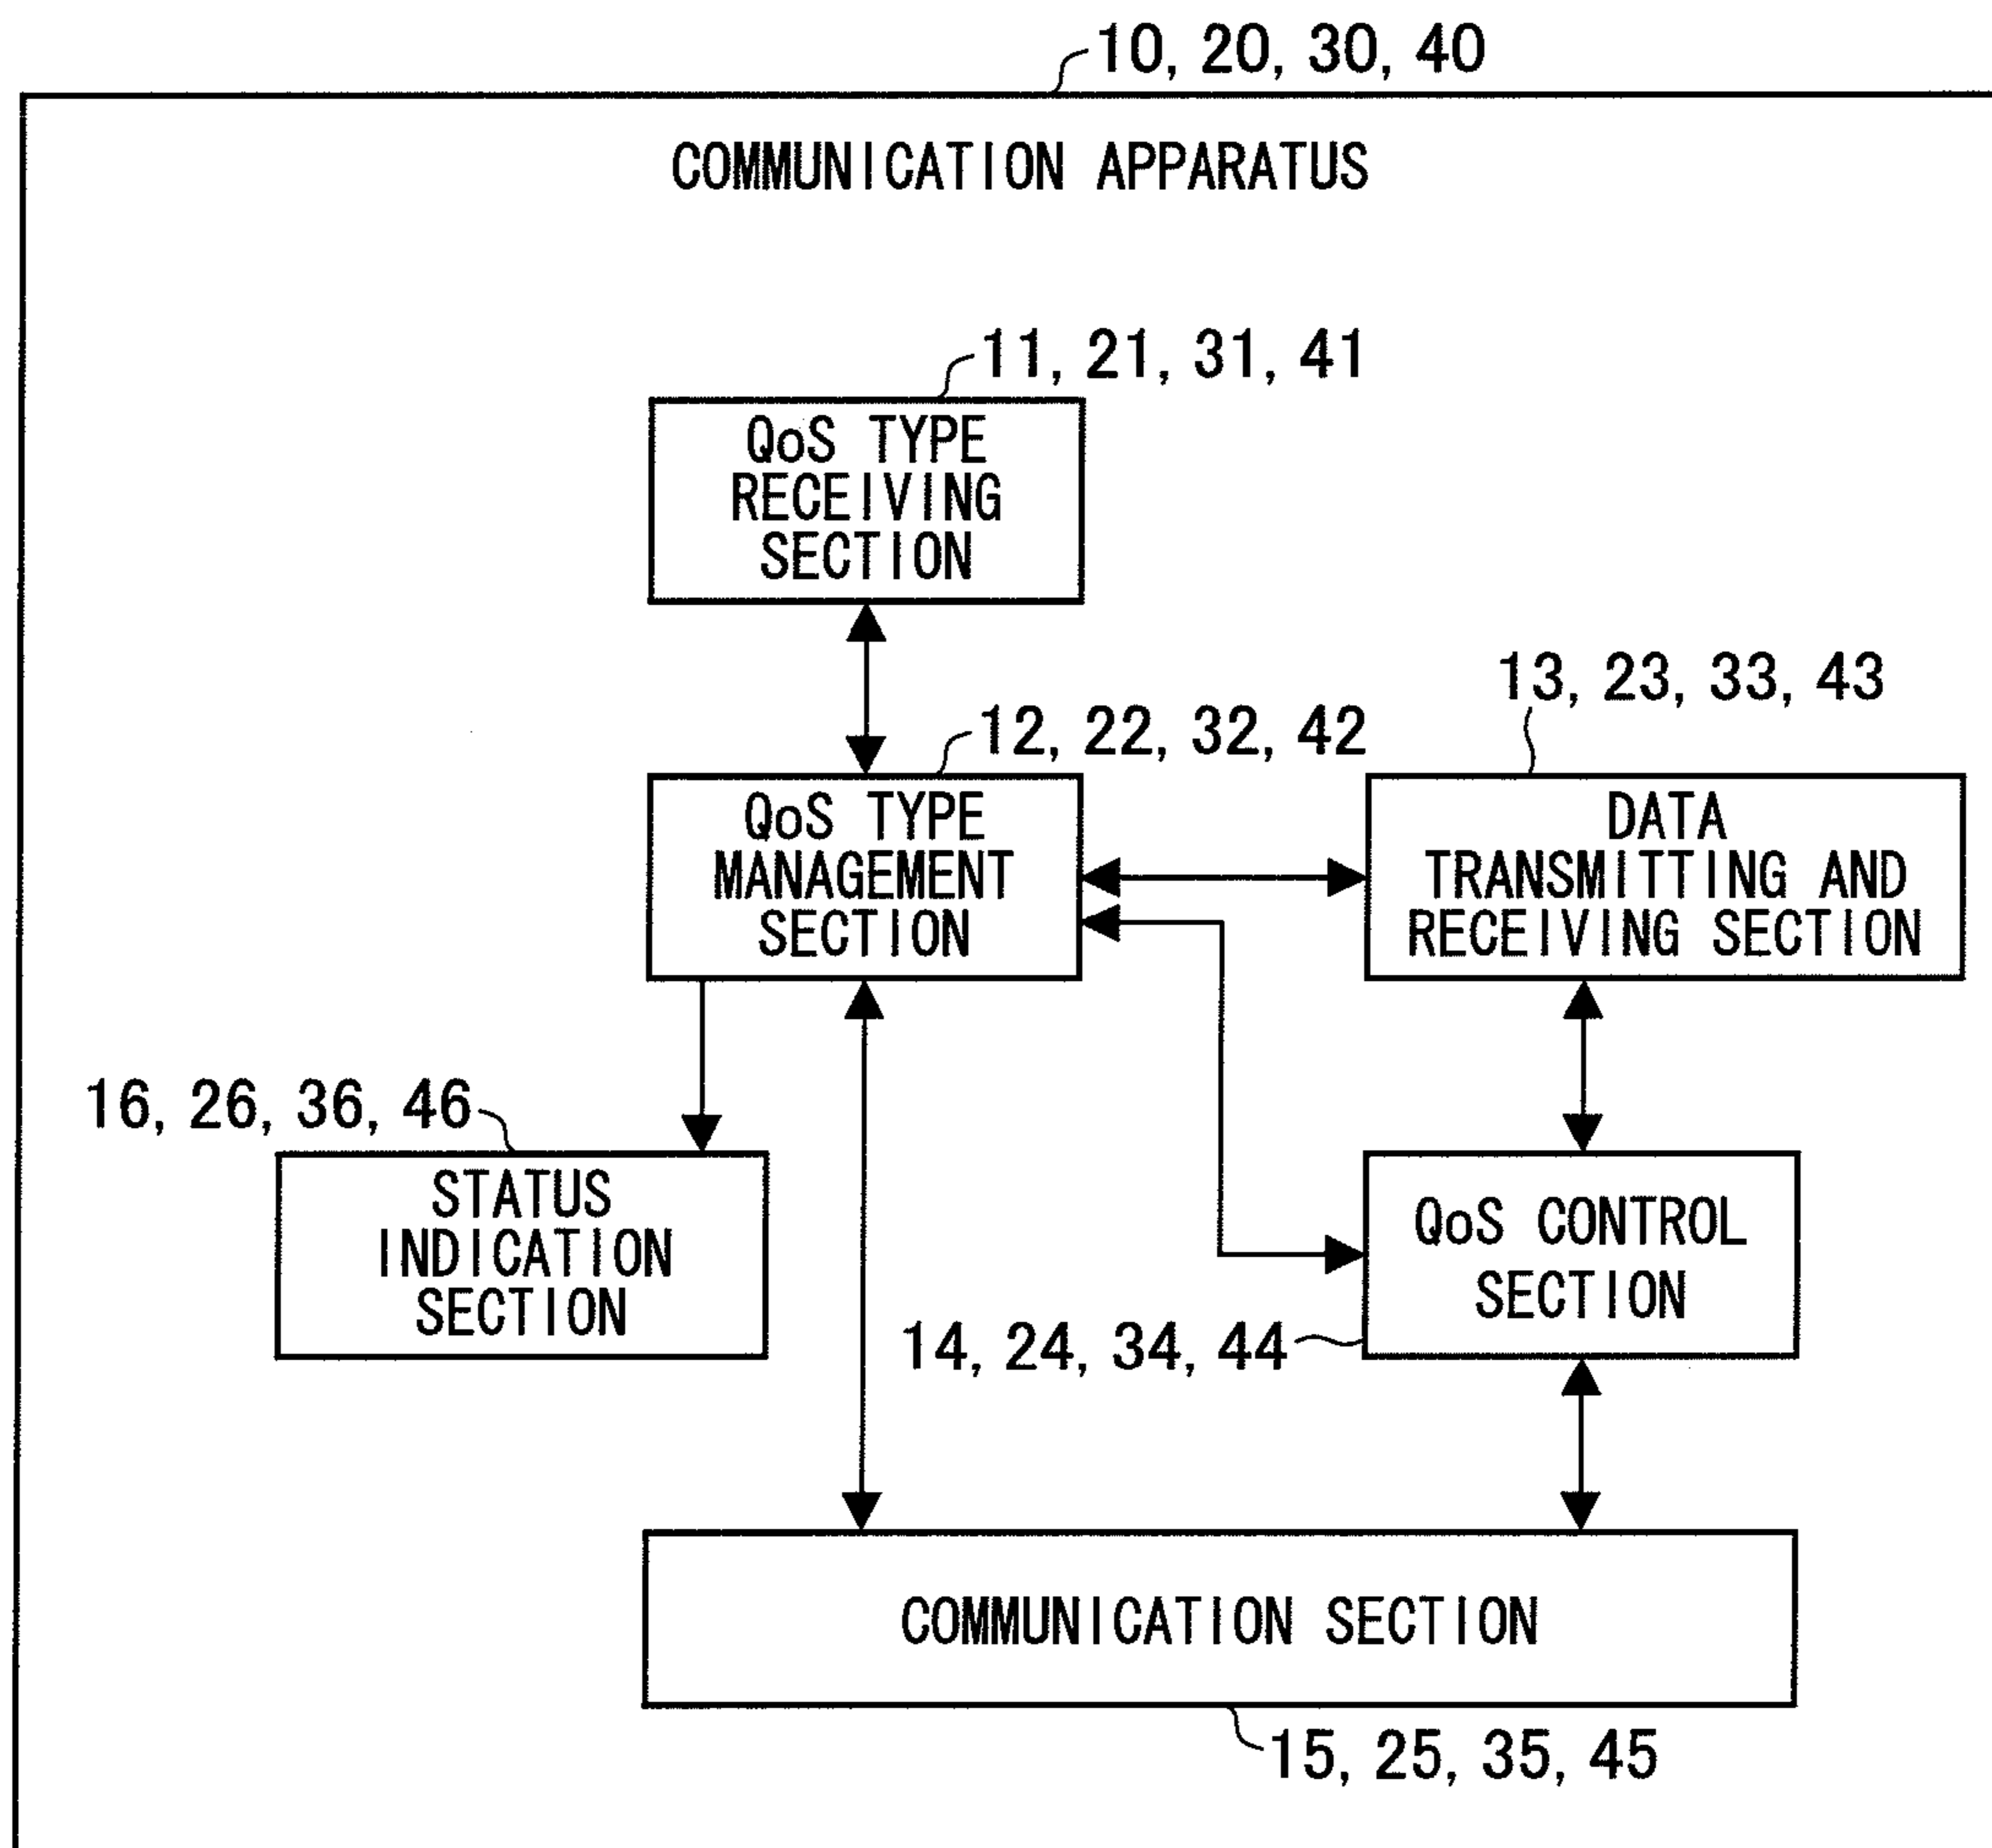 10, 20, 30, 40
COMMUNICATION APPARATUS
11, 21, 31, 41
QoS TYPE
RECEIVING
SECTION
13, 23, 33, 43
12, 22, 32, 42
QoS TYPE
MANAGEMENT
SECTION
DATA
TRANSMITTING AND
RECEIVING SECTION
16, 26, 36, 46
STATUS
INDICATION
SECTION
QoS CONTROL
SECTION
14, 24, 34, 44
COMMUNICATION SECTION
15, 25, 35, 45